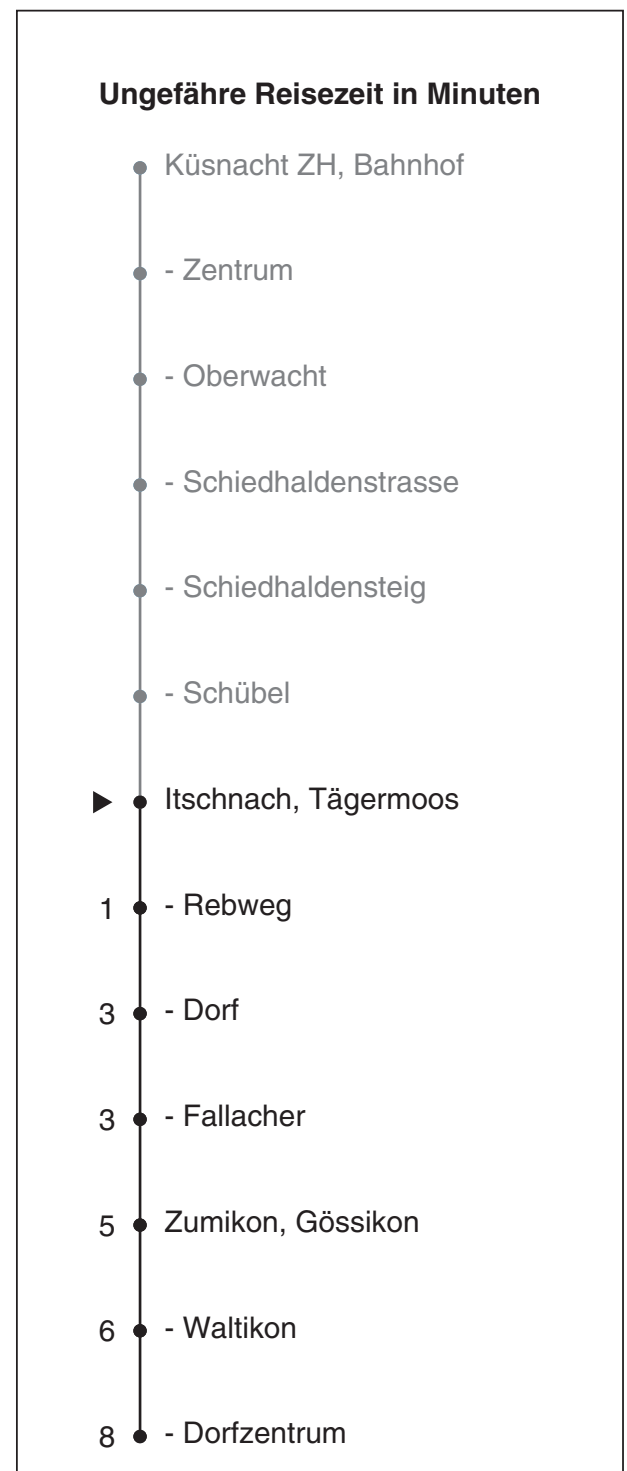 Ungefähre Reisezeit in Minuten
Küsnacht ZH, Bahnhof
- Zentrum
- Oberwacht
- Schiedhaldenstrasse
- Schiedhaldensteig
- Schübel
Itschnach, Tägermoos
1 - Rebweg
3 - Dorf
3 - Fallacher
5 Zumikon, Gössikon
6 - Waltikon
8 - Dorfzentrum